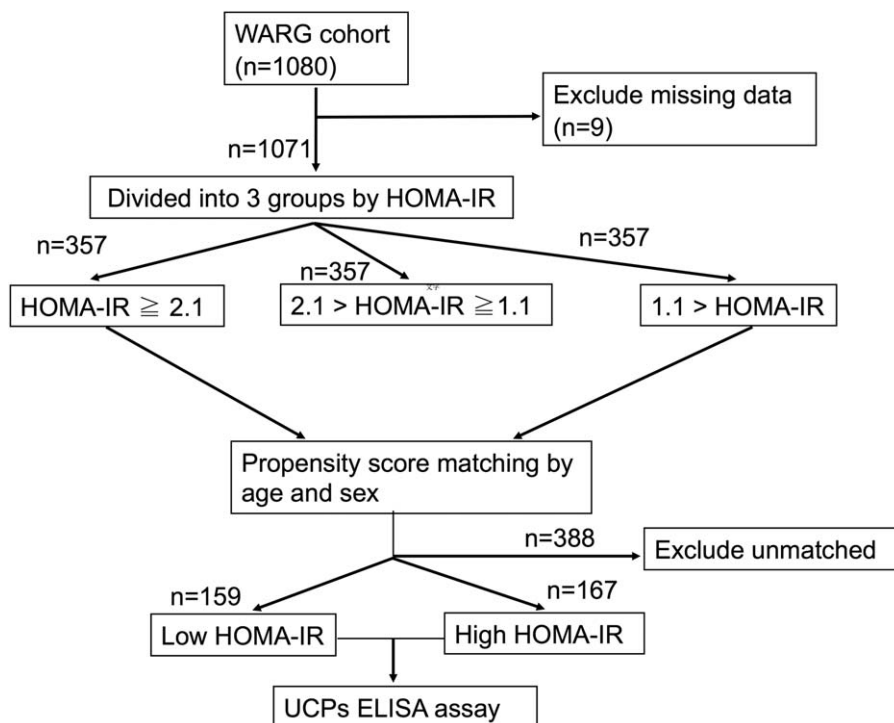 WARG cohort
(n=1080)
Exclude missing data
(n=9)
n=1071
Divided into 3 groups by HOMA-IR
n=357
n=357
n=357
文字
HOMA-IR ≧ 2.1
2.1 > HOMA-IR ≧1.1
1.1 > HOMA-IR
Propensity score matching by
age and sex
n=388
Exclude unmatched
n=159
n=167
Low HOMA-IR
High HOMA-IR
UCPs ELISA assay